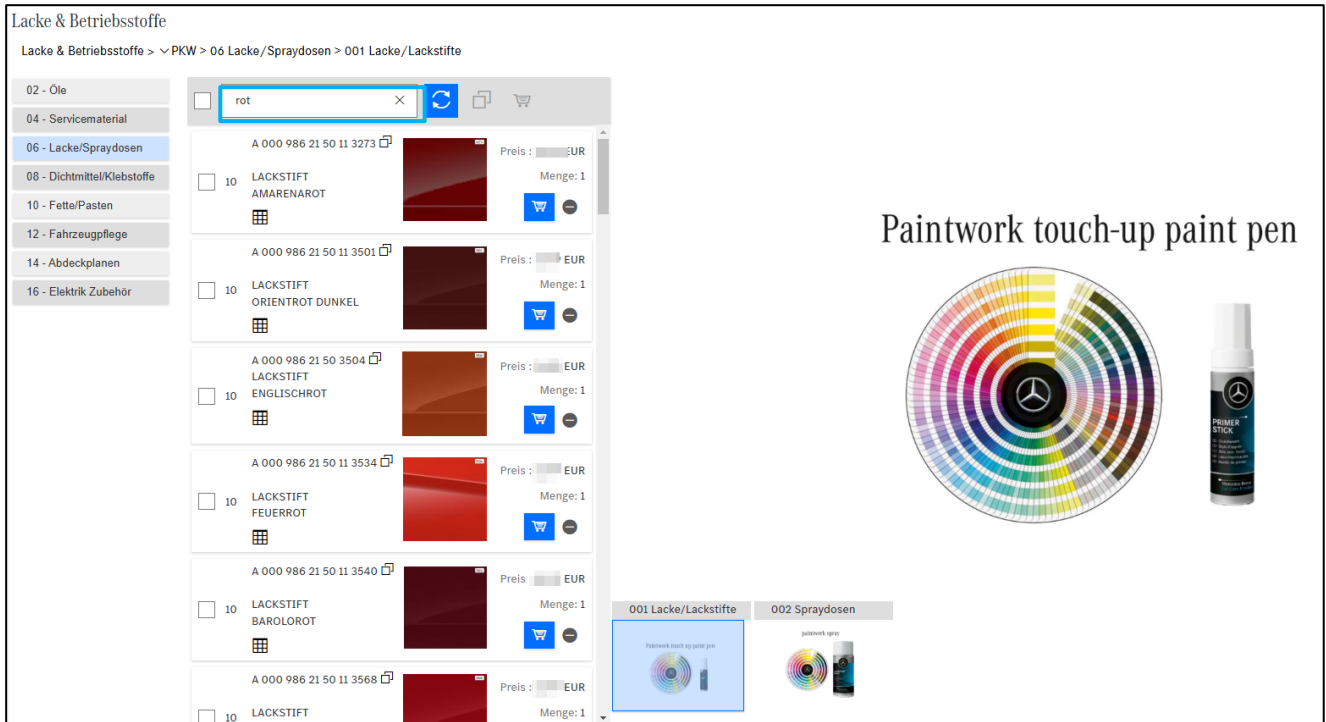 Lacke & Betriebsstoffe
Lacke & Betriebsstoffe > PKW > 06 Lacke/Spraydosen > 001 Lacke/Lackstifte
02 - Öle
04 - Servicematerial
06 - Lacke/Spraydosen
08 - Dichtmittel/Klebstoffe
10 - Fette/Pasten
12 - Fahrzeugpflege
14 - Abdeckplanen
16 - Elektrik Zubehör
rot
A 000 986 21 50 11 3273
10
LACKSTIFT
AMARENAROT
Preis : EUR
Menge: 1
A 000 986 21 50 11 3501
10
LACKSTIFT
ORIENTROT DUNKEL
Preis : EUR
Menge: 1
A 000 986 21 50 3504
10
LACKSTIFT
ENGLISCHROT
Preis : EUR
Menge: 1
A 000 986 21 50 11 3534
10
LACKSTIFT
FEUERROT
Preis : EUR
Menge: 1
A 000 986 21 50 11 3540
10
LACKSTIFT
BAROLOROT
Preis EUR
Menge: 1
A 000 986 21 50 11 3568
10
LACKSTIFT
Preis : EUR
Menge: 1
Paintwork touch-up paint pen
PRIMER
STICK
001 Lacke/Lackstifte
Paintwork touch up paint pen
002 Spraydosen
paintwork spray